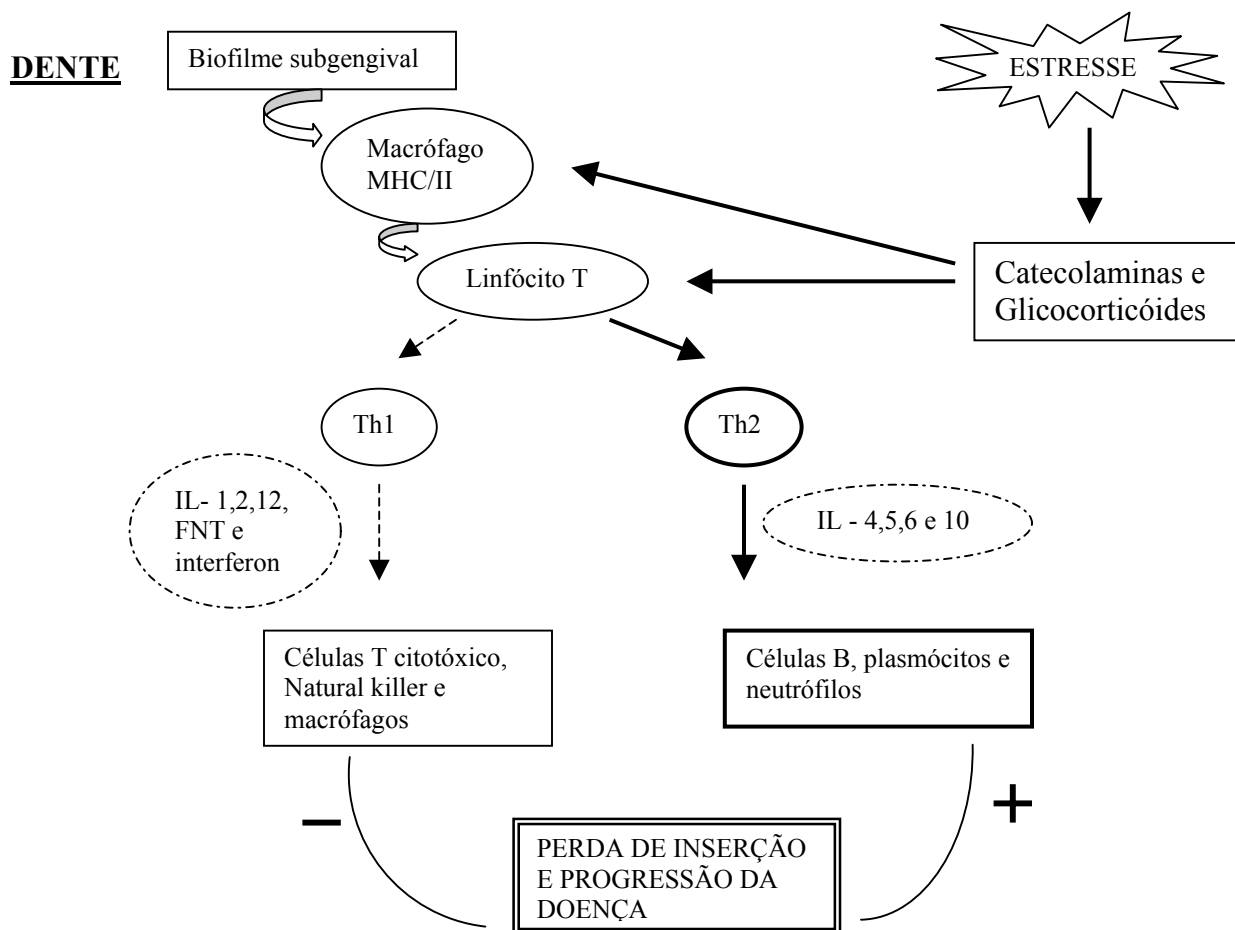 DENTE
Biofilme subgengival
ESTRESSE
Macrófago
MHC/II
Linfócito T
Catecolaminas e
Glicocorticóides
Th1
Th2
IL- 1,2,12,
FNT e
interferon
IL - 4,5,6 e 10
Células T citotóxico,
Natural killer e
macrófagos
Células B, plasmócitos e
neutrófilos
–
+
PERDA DE INSERÇÃO
E PROGRESSÃO DA
DOENÇA